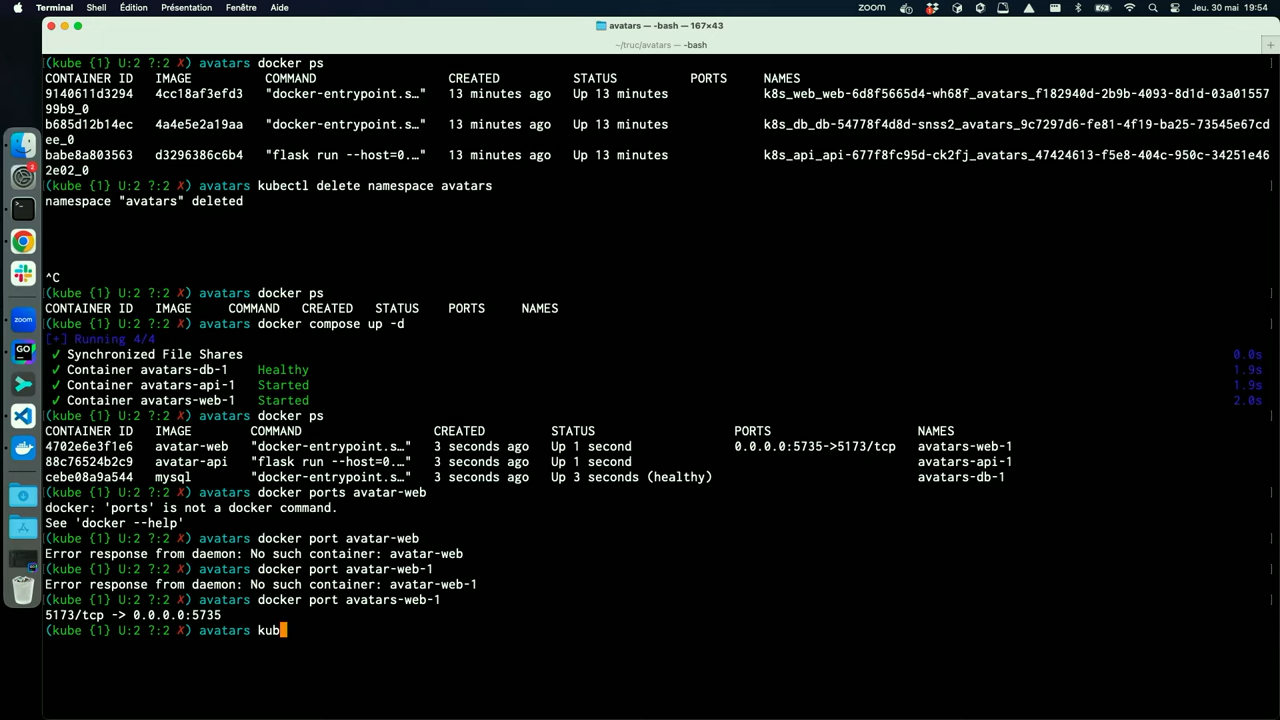 Terminal Shell Édition Présentation Fenêtre Aide zoom Jeu. 30 mai 19:54
avatars — -bash — 167×43
~/truc/avatars — -bash
(kube {1} U:2 ?:2 ✗) avatars docker ps
CONTAINER ID IMAGE COMMAND CREATED STATUS PORTS NAMES
9140611d3294 4cc18af3efd3 "docker-entrypoint.s…" 13 minutes ago Up 13 minutes k8s_web_web-6d8f5665d4-wh68f_avatars_f182940d-2b9b-4093-8d1d-03a01557
99b9_0
b685d12b14ec 4a4e5e2a19aa "docker-entrypoint.s…" 13 minutes ago Up 13 minutes k8s_db_db-54778f4d8d-snss2_avatars_9c7297d6-fe81-4f19-ba25-73545e67cd
ee_0
babe8a803563 d3296386c6b4 "flask run --host=0.…" 13 minutes ago Up 13 minutes k8s_api_api-677f8fc95d-ck2fj_avatars_47424613-f5e8-404c-950c-34251e46
2e02_0
(kube {1} U:2 ?:2 ✗) avatars kubectl delete namespace avatars
namespace "avatars" deleted
^C
(kube {1} U:2 ?:2 ✗) avatars docker ps
CONTAINER ID IMAGE COMMAND CREATED STATUS PORTS NAMES
(kube {1} U:2 ?:2 ✗) avatars docker compose up -d
[+] Running 4/4
✓ Synchronized File Shares 0.0s
✓ Container avatars-db-1 Healthy 1.9s
✓ Container avatars-api-1 Started 1.9s
✓ Container avatars-web-1 Started 2.0s
(kube {1} U:2 ?:2 ✗) avatars docker ps
CONTAINER ID IMAGE COMMAND CREATED STATUS PORTS NAMES
4702e6e3f1e6 avatar-web "docker-entrypoint.s…" 3 seconds ago Up 1 second 0.0.0.0:5735->5173/tcp avatars-web-1
88c76524b2c9 avatar-api "flask run --host=0.…" 3 seconds ago Up 1 second avatars-api-1
cebe08a9a544 mysql "docker-entrypoint.s…" 3 seconds ago Up 3 seconds (healthy) avatars-db-1
(kube {1} U:2 ?:2 ✗) avatars docker ports avatar-web
docker: 'ports' is not a docker command.
See 'docker --help'
(kube {1} U:2 ?:2 ✗) avatars docker port avatar-web
Error response from daemon: No such container: avatar-web
(kube {1} U:2 ?:2 ✗) avatars docker port avatar-web-1
Error response from daemon: No such container: avatar-web-1
(kube {1} U:2 ?:2 ✗) avatars docker port avatars-web-1
5173/tcp -> 0.0.0.0:5735
(kube {1} U:2 ?:2 ✗) avatars kub
zoom
GO